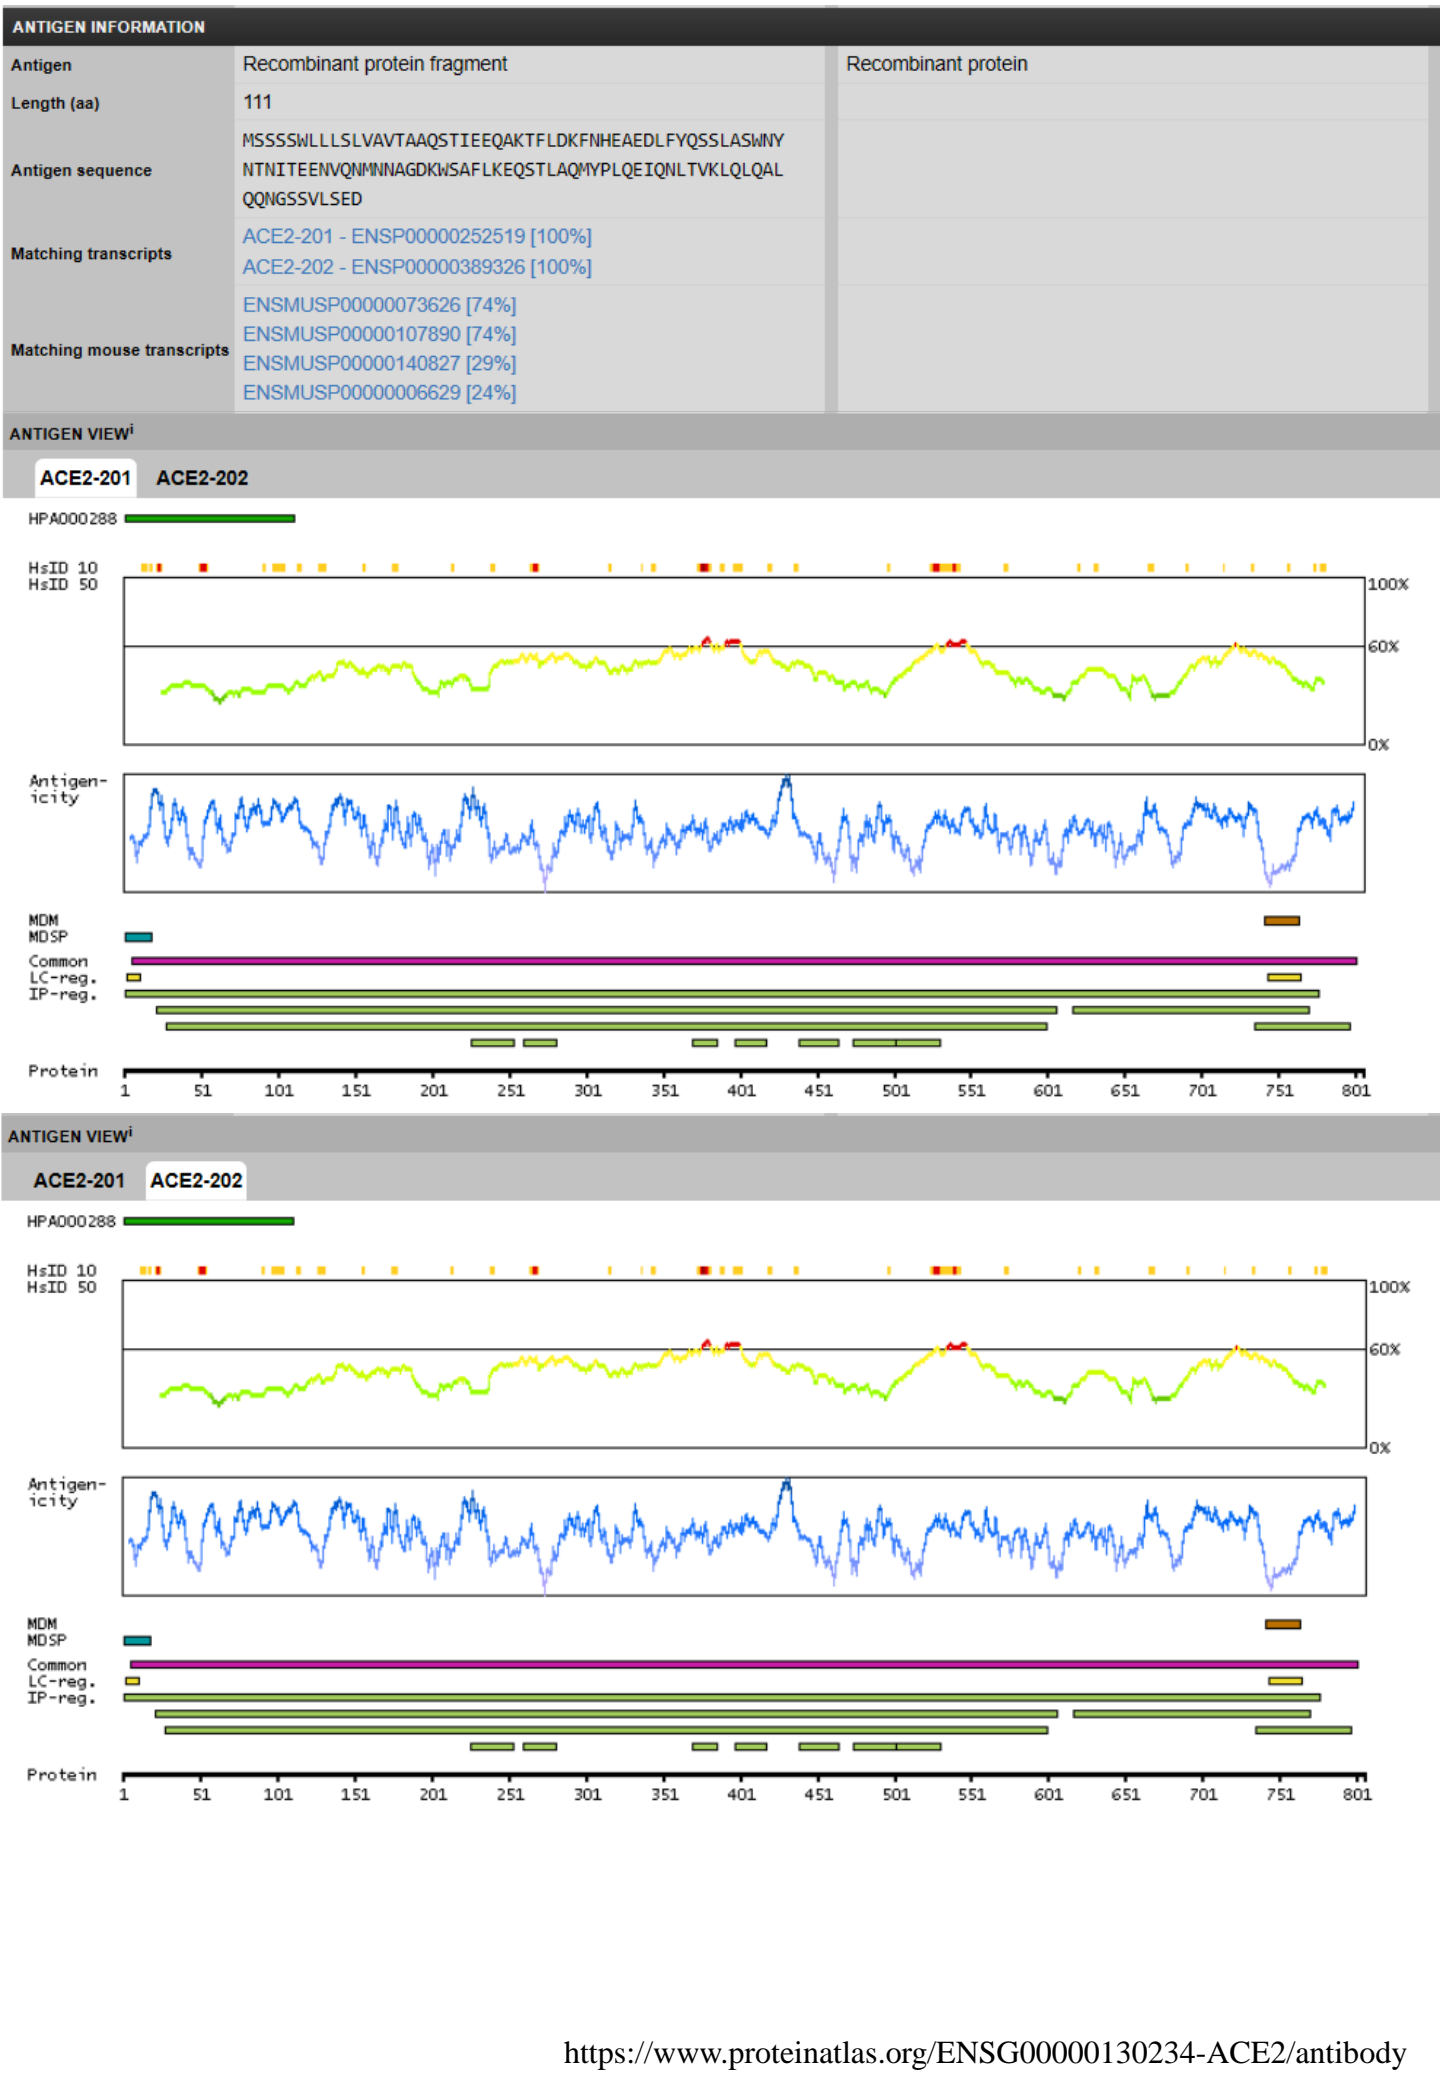 ANTIGEN INFORMATION
Antigen Recombinant protein fragment Recombinant protein
Length (aa) 111
Antigen sequence
MSSSSWLLLSLVAVTAAQSTIEEQAKTFLDKFNHEAEDLFYQSSLASWNY
NTNITEENVQNMNNAGDKWSAFLKEQSTLAQMYPLQEIQNLTVKLQLQAL
QQNGSSVLSED
Matching transcripts
ACE2-201 - ENSP00000252519 [100%]
ACE2-202 - ENSP00000389326 [100%]
Matching mouse transcripts
ENSMUSP00000073626 [74%]
ENSMUSP00000107890 [74%]
ENSMUSP00000140827 [29%]
ENSMUSP00000006629 [24%]
ANTIGEN VIEWi
ACE2-201 ACE2-202
HPA000288
HsID 10
HsID 50
100%
60%
0%
Antigen-
icity
MDM
MDSP
Common
LC-reg.
IP-reg.
Protein
1 51 101 151 201 251 301 351 401 451 501 551 601 651 701 751 801
ANTIGEN VIEWi
ACE2-201 ACE2-202
HPA000288
HsID 10
HsID 50
100%
60%
0%
Antigen-
icity
MDM
MDSP
Common
LC-reg.
IP-reg.
Protein
1 51 101 151 201 251 301 351 401 451 501 551 601 651 701 751 801
https://www.proteinatlas.org/ENSG00000130234-ACE2/antibody